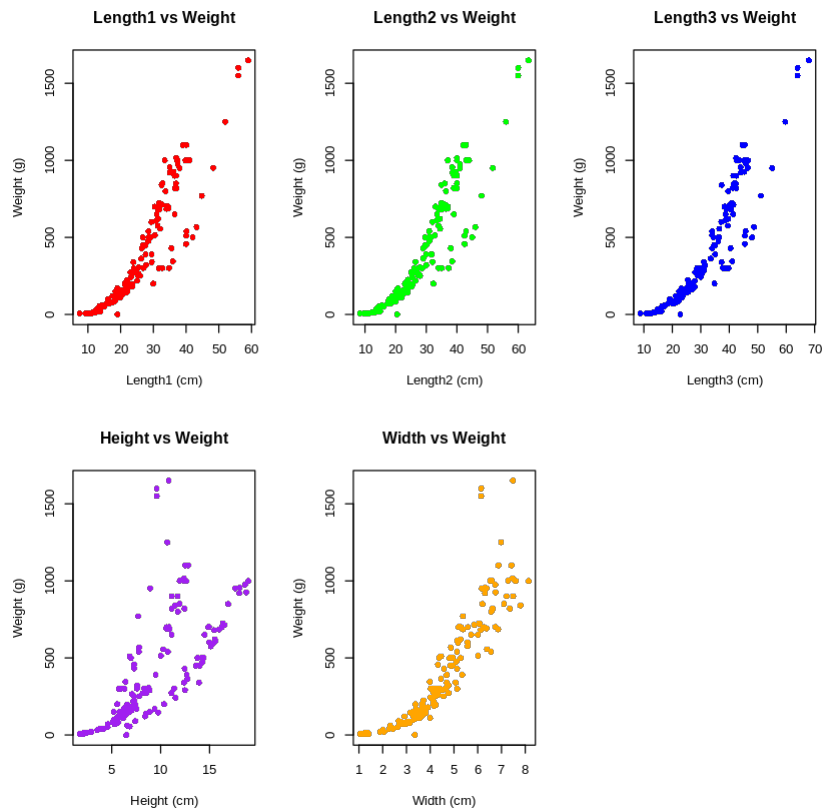 Length1 vs Weight
Weight (g)
0 500 1000 1500
10 20 30 40 50 60
Length1 (cm)
Length2 vs Weight
Weight (g)
0 500 1000 1500
10 20 30 40 50 60
Length2 (cm)
Length3 vs Weight
Weight (g)
0 500 1000 1500
10 20 30 40 50 60 70
Length3 (cm)
Height vs Weight
Weight (g)
0 500 1000 1500
5 10 15
Height (cm)
Width vs Weight
Weight (g)
0 500 1000 1500
1 2 3 4 5 6 7 8
Width (cm)